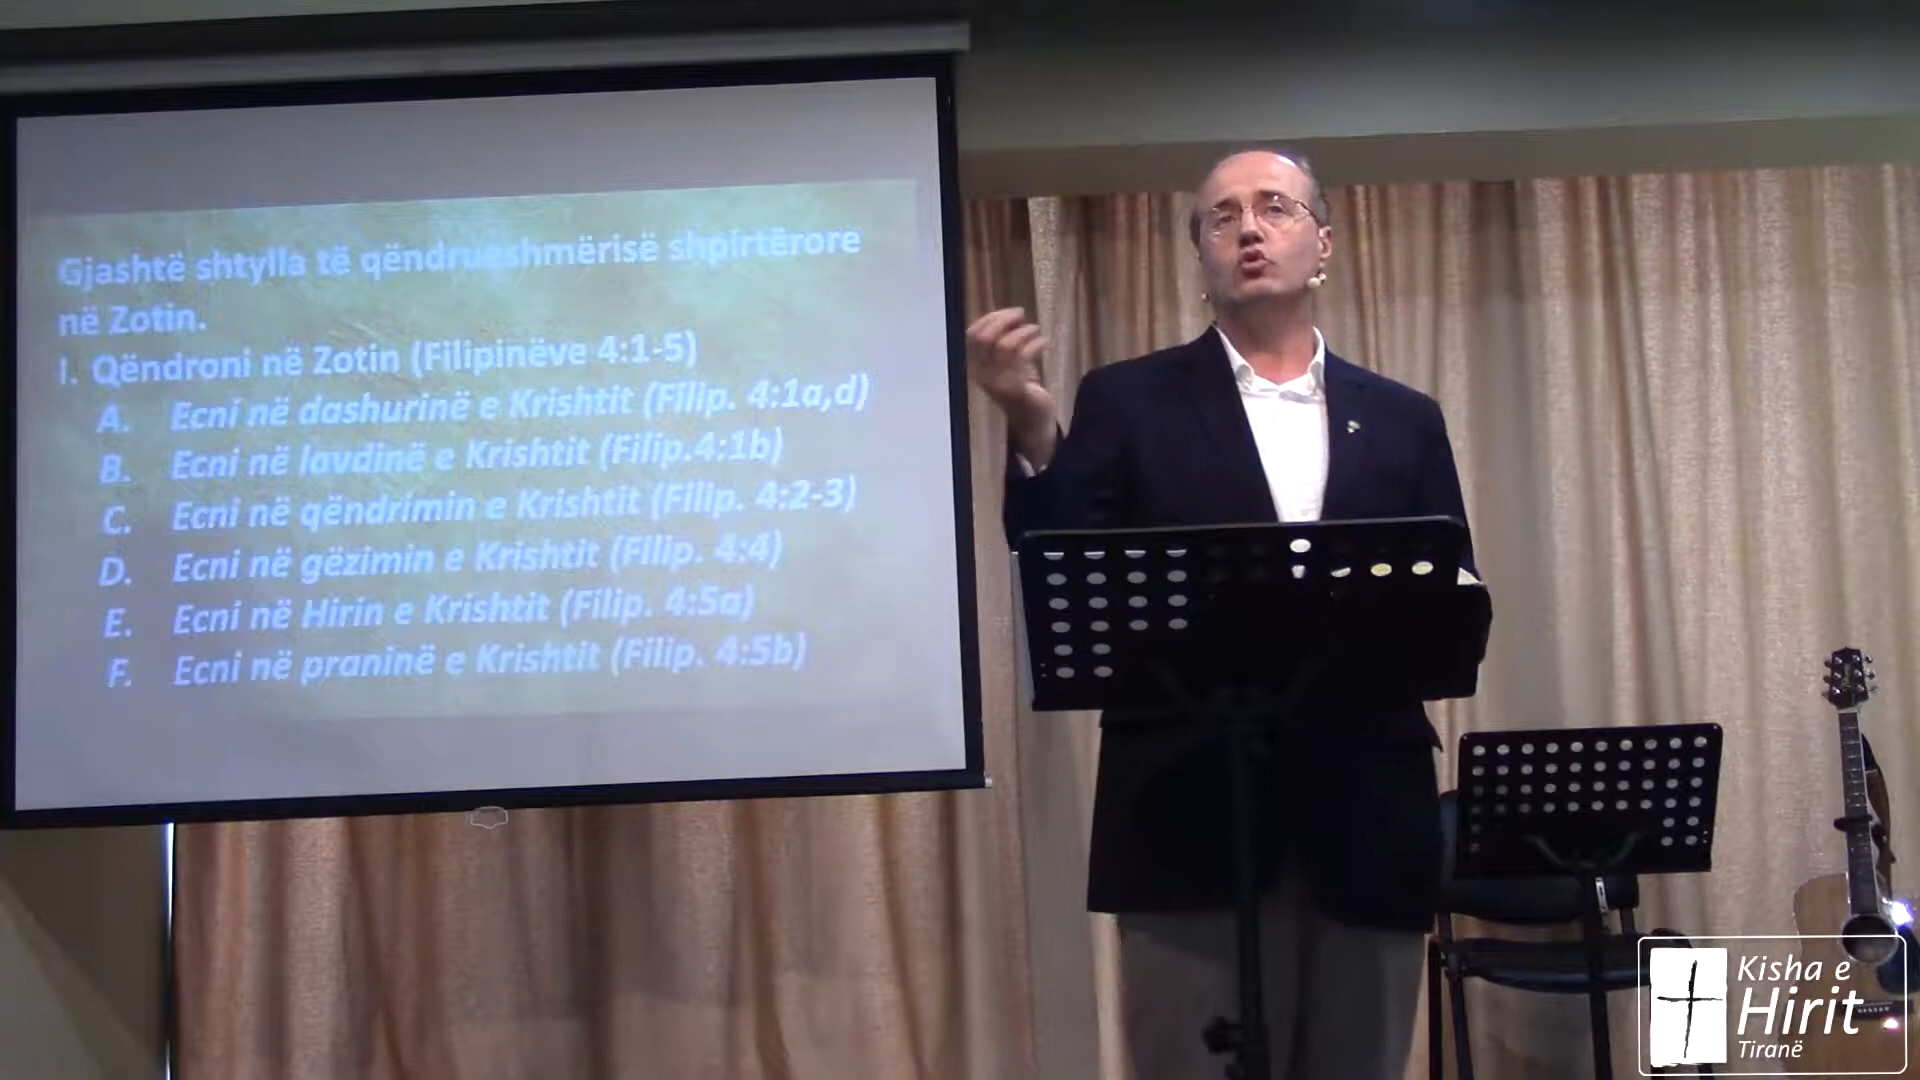 Gjashtë shtylla të qëndrueshmërisë shpirtërore
në Zotin.
I. Qëndroni në Zotin (Filipinëve 4:1-5)
A. Ecni në dashurinë e Krishtit (Filip. 4:1a,d)
B. Ecni në lavdinë e Krishtit (Filip.4:1b)
C. Ecni në qëndrimin e Krishtit (Filip. 4:2-3)
D. Ecni në gëzimin e Krishtit (Filip. 4:4)
E. Ecni në Hirin e Krishtit (Filip. 4:5a)
F. Ecni në praninë e Krishtit (Filip. 4:5b)
Kisha e
Hirit
Tiranë